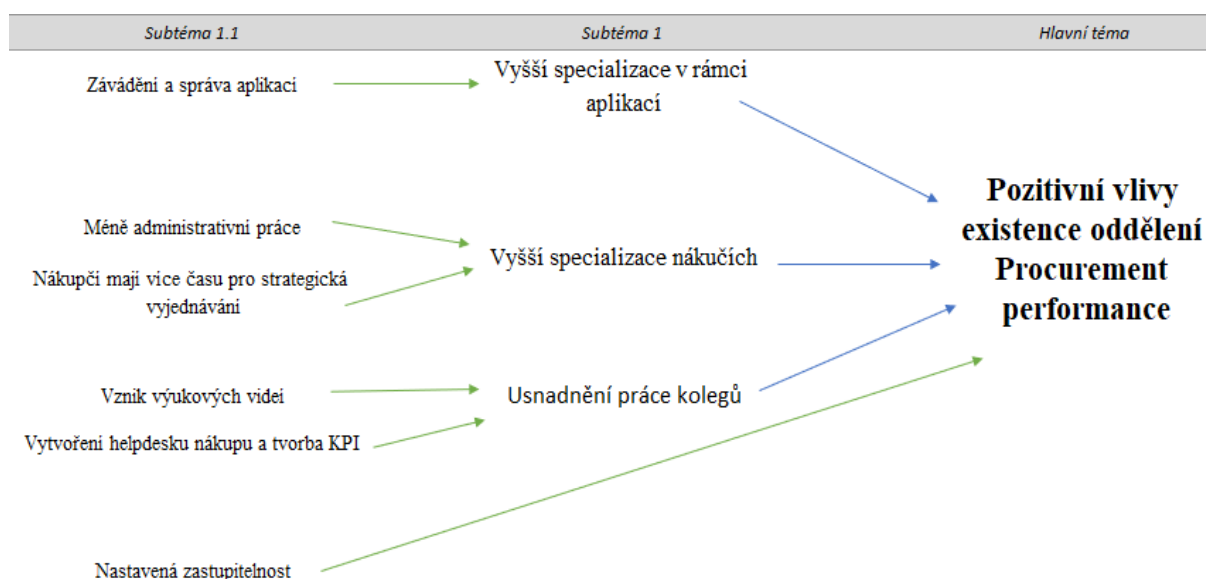 Subtéma 1.1
Subtéma 1
Hlavní téma
Závádění a správa aplikací
Vyšší specializace v rámci
aplikací
Méně administrativní práce
Nákupčí mají více času pro strategická
vyjednávání
Vyšší specializace nákučích
Vznik výukových videí
Vytvoření helpdesku nákupu a tvorba KPI
Usnadnění práce kolegů
Nastavená zastupitelnost
Pozitivní vlivy
existence oddělení
Procurement
performance